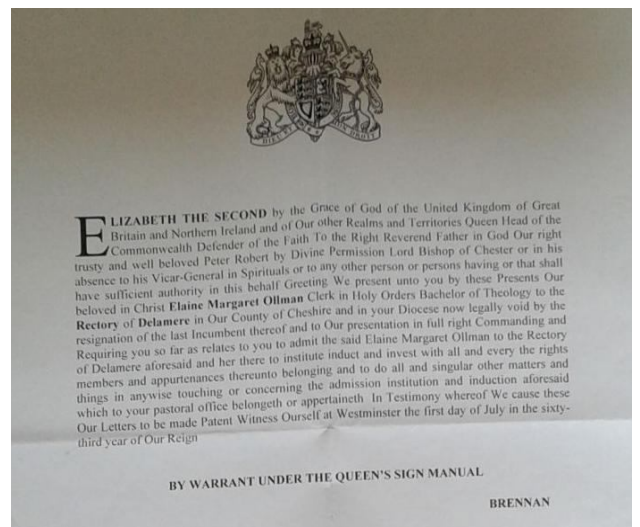 DIEU ET MON DROIT
ELIZABETH THE SECOND by the Grace of God of the United Kingdom of Great
Britain and Northern Ireland and of Our other Realms and Territories Queen Head of the
Commonwealth Defender of the Faith To the Right Reverend Father in God Our right
trusty and well beloved Peter Robert by Divine Permission Lord Bishop of Chester or in his
absence to his Vicar-General in Spirituals or to any other person or persons having or that shall
have sufficient authority in this behalf Greeting We present unto you by these Presents Our
beloved in Christ Elaine Margaret Ollman Clerk in Holy Orders Bachelor of Theology to the
Rectory of Delamere in Our County of Cheshire and in your Diocese now legally void by the
resignation of the last Incumbent thereof and to Our presentation in full right Commanding and
Requiring you so far as relates to you to admit the said Elaine Margaret Ollman to the Rectory
of Delamere aforesaid and her there to institute induct and invest with all and every the rights
members and appurtenances thereunto belonging and to do all and singular other matters and
things in anywise touching or concerning the admission institution and induction aforesaid
which to your pastoral office belongeth or appertaineth In Testimony whereof We cause these
Our Letters to be made Patent Witness Ourself at Westminster the first day of July in the sixty-
third year of Our Reign
BY WARRANT UNDER THE QUEEN'S SIGN MANUAL
BRENNAN